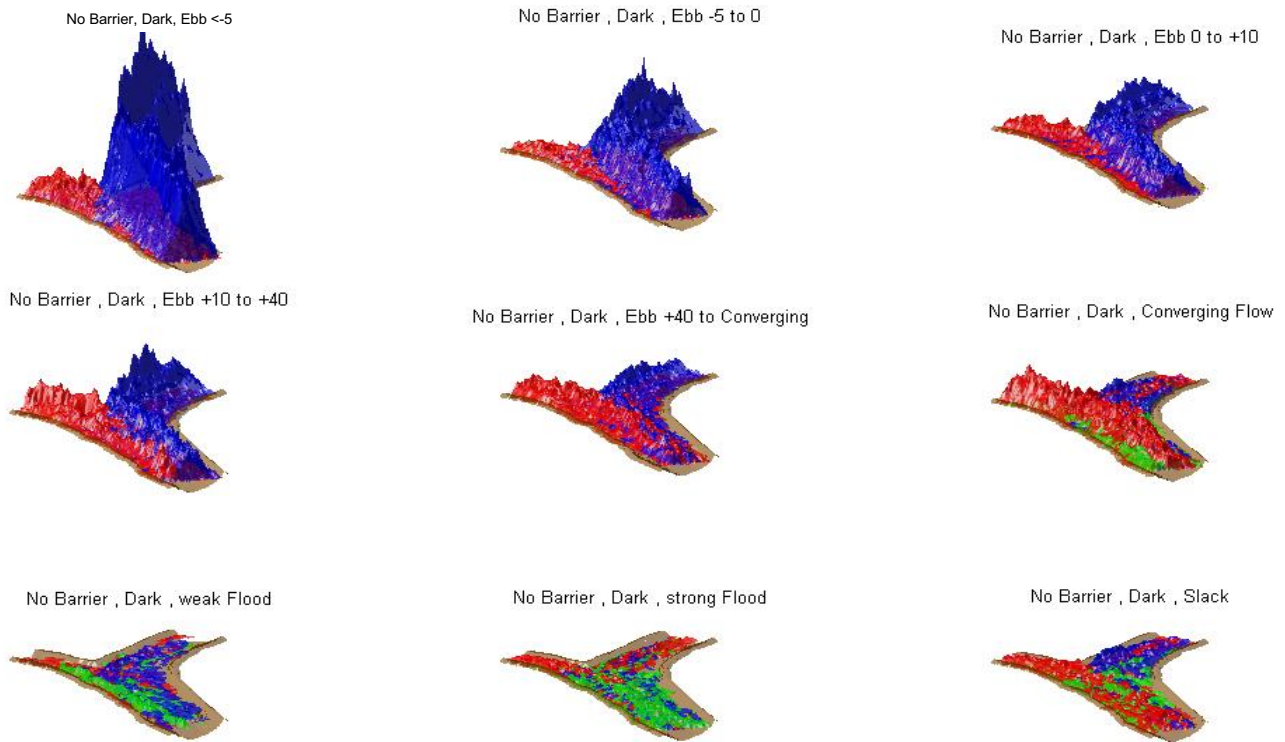 No Barrier, Dark, Ebb <-5
No Barrier , Dark , Ebb -5 to 0
No Barrier , Dark , Ebb 0 to +10
No Barrier , Dark , Ebb +10 to +40
No Barrier , Dark , Ebb +40 to Converging
No Barrier , Dark , Converging Flow
No Barrier , Dark , weak Flood
No Barrier , Dark , strong Flood
No Barrier , Dark , Slack